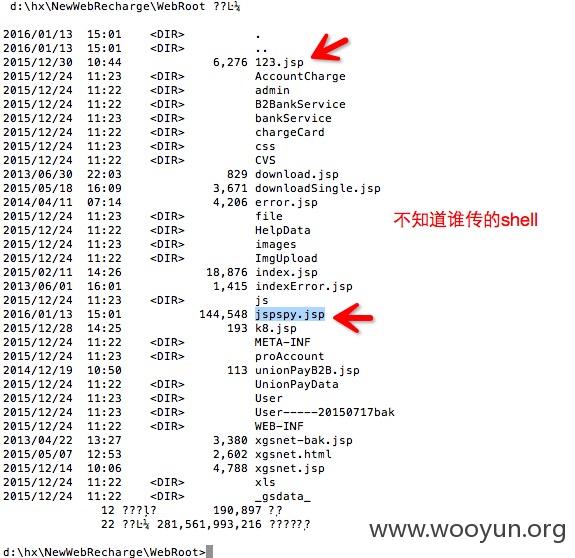 d:\hx\NewWebRecharge\WebRoot ??Ŀ¼
2016/01/13 15:01 <DIR> .
2016/01/13 15:01 <DIR> ..
2015/12/30 10:44 6,276 123.jsp
2015/12/24 11:23 <DIR> AccountCharge
2015/12/24 11:22 <DIR> admin
2015/12/24 11:22 <DIR> B2BankService
2015/12/24 11:23 <DIR> bankService
2015/12/24 11:22 <DIR> chargeCard
2015/12/24 11:23 <DIR> css
2015/12/24 11:22 <DIR> CVS
2013/06/30 22:03 829 download.jsp
2015/05/18 16:09 3,671 downloadSingle.jsp
2014/04/11 07:14 4,206 error.jsp
2015/12/24 11:23 <DIR> file
不知道谁传的shell
2015/12/24 11:22 <DIR> HelpData
2015/12/24 11:23 <DIR> images
2015/12/24 11:22 <DIR> ImgUpload
2015/02/11 14:26 18,876 index.jsp
2013/06/01 16:01 1,415 indexError.jsp
2015/12/24 11:23 <DIR> js
2016/01/13 15:01 144,548 jspspy.jsp
2015/12/28 14:25 193 k8.jsp
2015/12/24 11:22 <DIR> META-INF
2015/12/24 11:23 <DIR> proAccount
2014/12/19 10:50 113 unionPayB2B.jsp
2015/12/24 11:22 <DIR> UnionPayData
2015/12/24 11:23 <DIR> User
2015/12/24 11:23 <DIR> User-----20150717bak
2015/12/24 11:22 <DIR> WEB-INF
2013/04/22 13:27 3,380 xgsnet-bak.jsp
2015/05/07 12:53 2,602 xgsnet.html
2015/12/14 10:06 4,788 xgsnet.jsp
2015/12/24 11:22 <DIR> xls
2015/12/24 11:22 <DIR> _gsdata_
12 190,897
22 ??Ŀ¼ 281,561,993,216
www.wooyun.org
d:\hx\NewWebRecharge\WebRoot>